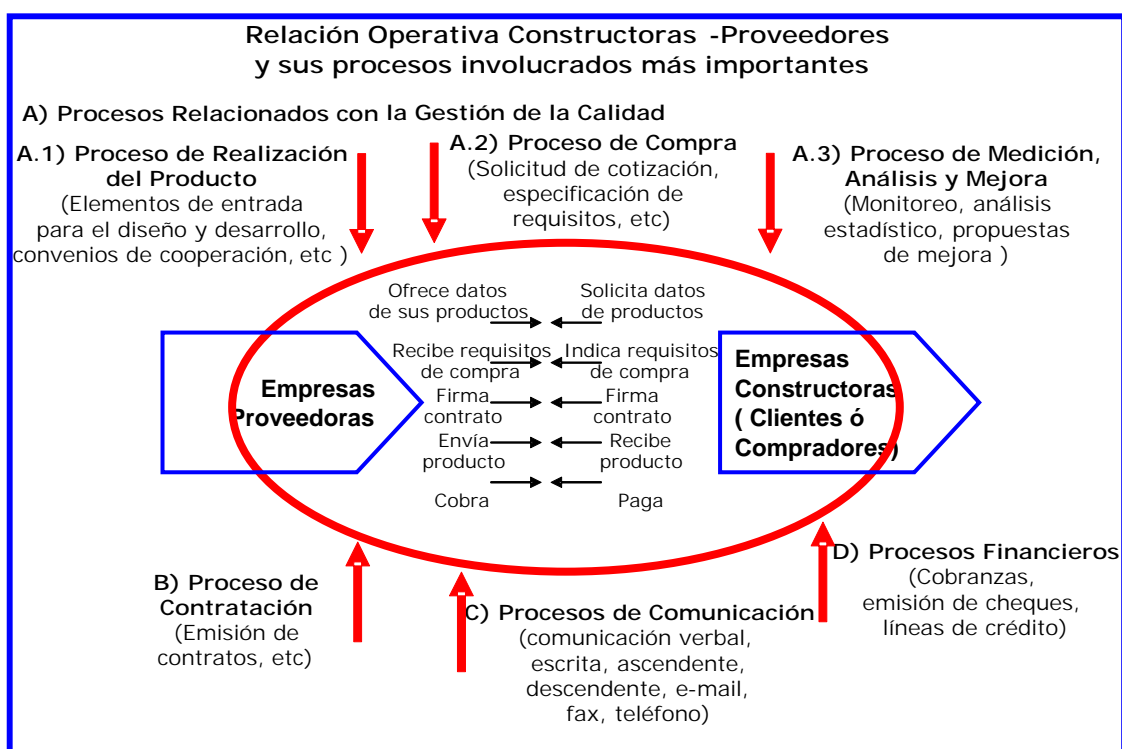 Relación Operativa Constructoras -Proveedores
y sus procesos involucrados más importantes
A) Procesos Relacionados con la Gestión de la Calidad
A.1) Proceso de Realización
del Producto
(Elementos de entrada
para el diseño y desarrollo,
convenios de cooperación, etc )
A.2) Proceso de Compra
(Solicitud de cotización,
especificación de
requisitos, etc)
A.3) Proceso de Medición,
Análisis y Mejora
(Monitoreo, análisis
estadístico, propuestas
de mejora )
Empresas
Proveedoras
Ofrece datos
de sus productos
Solicita datos
de productos
Recibe requisitos
de compra
Indica requisitos
de compra
Firma
contrato
Firma
contrato
Envía
producto
Recibe
producto
Cobra
Paga
Empresas
Constructoras
( Clientes ó
Compradores)
B) Proceso de
Contratación
(Emisión de
contratos, etc)
C) Procesos de Comunicación
(comunicación verbal,
escrita, ascendente,
descendente, e-mail,
fax, teléfono)
D) Procesos Financieros
(Cobranzas,
emisión de cheques,
líneas de crédito)